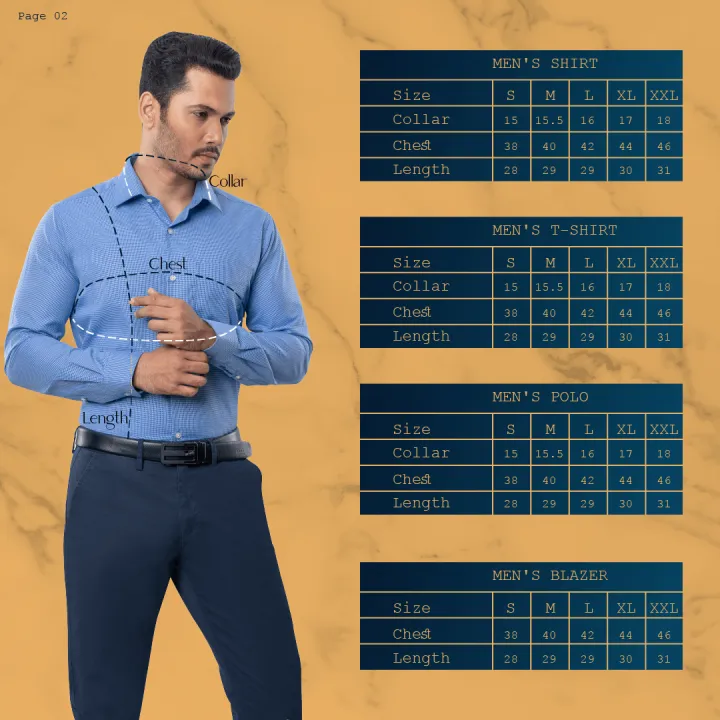 Page 02
Collar
Chest
Length
MEN'S SHIRT
Size S M L XL XXL
Collar 15 15.5 16 17 18
Chest 38 40 42 44 46
Length 28 29 29 30 31
MEN'S T-SHIRT
Size S M L XL XXL
Collar 15 15.5 16 17 18
Chest 38 40 42 44 46
Length 28 29 29 30 31
MEN'S POLO
Size S M L XL XXL
Collar 15 15.5 16 17 18
Chest 38 40 42 44 46
Length 28 29 29 30 31
MEN'S BLAZER
Size S M L XL XXL
Chest 38 40 42 44 46
Length 28 29 29 30 31